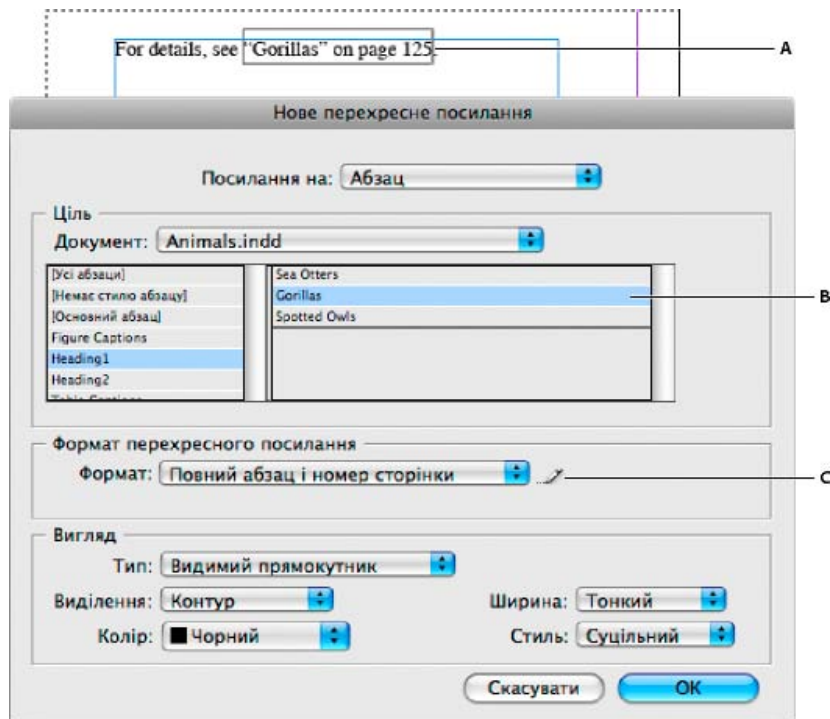 For details, see “Gorillas” on page 125.
A
Нове перехресне посилання
Посилання на: Абзац
Ціль
Документ: Animals.indd
[Усі абзаци]
[Немає стилю абзацу]
[Основний абзац]
Figure Captions
Heading1
Heading2
Table Captions
Sea Otters
Gorillas
Spotted Owls
B
Формат перехресного посилання
Формат: Повний абзац і номер сторінки
C
Вигляд
Тип: Видимий прямокутник
Виділення: Контур
Ширина: Тонкий
Колір: Чорний
Стиль: Суцільний
Скасувати
OK